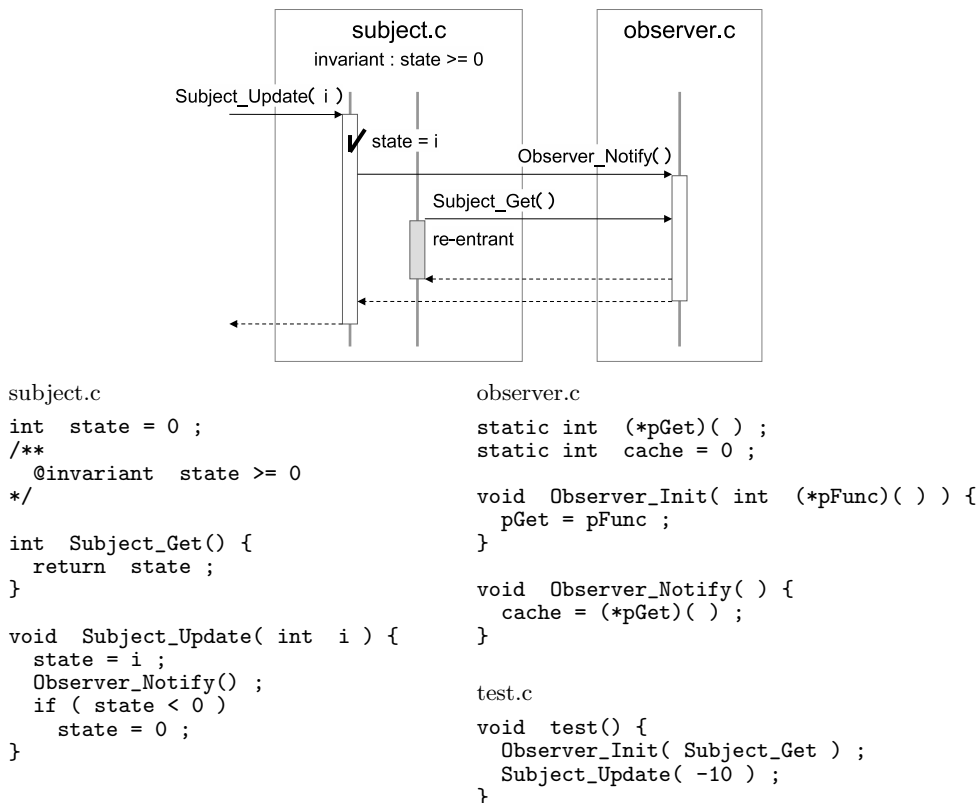 subject.c
observer.c
invariant : state >= 0
Subject_Update( i )
state = i
Observer_Notify( )
Subject_Get( )
re-entrant
subject.c
int state = 0 ;
/**
@invariant state >= 0
*/
int Subject_Get() {
return state ;
}
void Subject_Update( int i ) {
state = i ;
Observer_Notify() ;
if ( state < 0 )
state = 0 ;
}
observer.c
static int (*pGet)( ) ;
static int cache = 0 ;
void Observer_Init( int (*pFunc)( ) ) {
pGet = pFunc ;
}
void Observer_Notify( ) {
cache = (*pGet)( ) ;
}
test.c
void test() {
Observer_Init( Subject_Get ) ;
Subject_Update( -10 ) ;
}